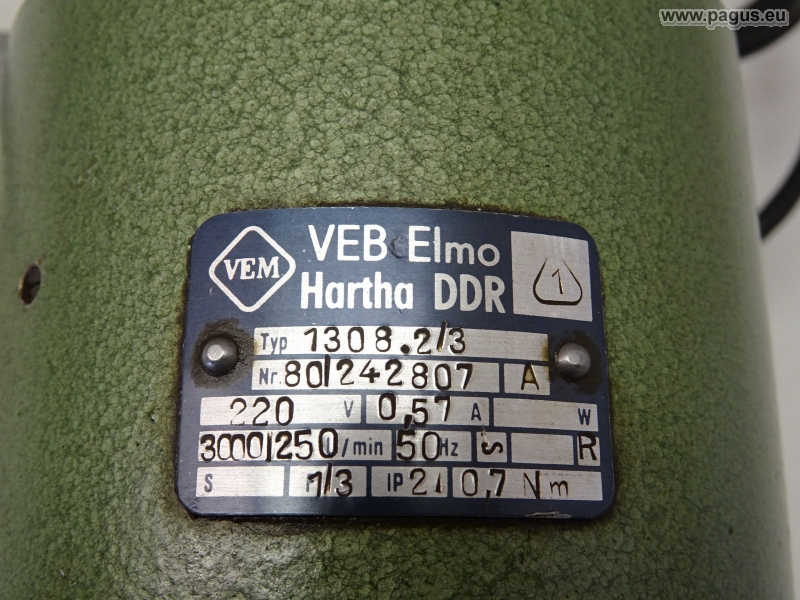 www.pagus.eu
VEM
VEB Elmo
Hartha DDR
1
Typ 1308.2/3
Nr. 80/242807 A
220 V 0,57 A W
3000/250 /min 50 Hz S R
S 1/3 IP 21 0,7 Nm